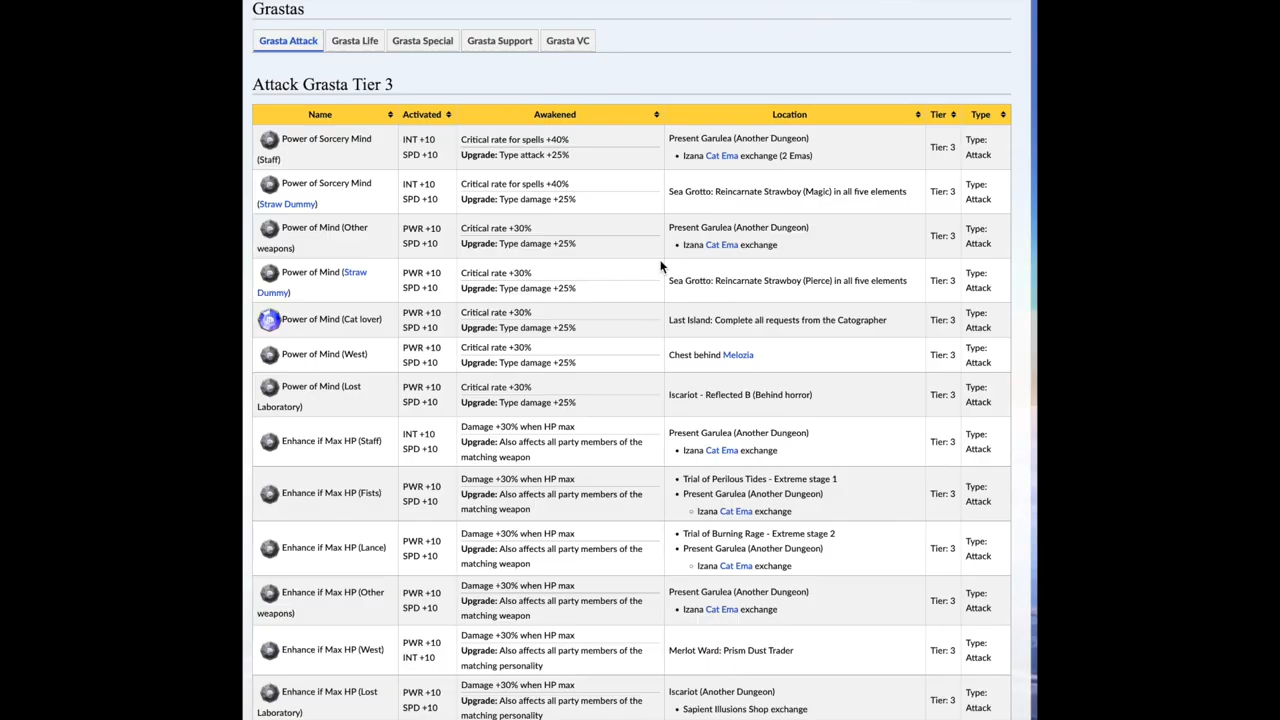 Grastas
Grasta Attack Grasta Life Grasta Special Grasta Support Grasta VC
Attack Grasta Tier 3
Name Activated Awakened Location Tier Type
Power of Sorcery Mind
(Staff)
INT +10
SPD +10
Critical rate for spells +40%
Upgrade: Type attack +25%
Present Garulea (Another Dungeon)
Izana Cat Ema exchange (2 Emas)
Tier: 3
Type:
Attack
Power of Sorcery Mind
(Straw Dummy)
INT +10
SPD +10
Critical rate for spells +40%
Upgrade: Type damage +25%
Sea Grotto: Reincarnate Strawboy (Magic) in all five elements
Tier: 3
Type:
Attack
Power of Mind (Other
weapons)
PWR +10
SPD +10
Critical rate +30%
Upgrade: Type damage +25%
Present Garulea (Another Dungeon)
Izana Cat Ema exchange
Tier: 3
Type:
Attack
Power of Mind (Straw
Dummy)
PWR +10
SPD +10
Critical rate +30%
Upgrade: Type damage +25%
Sea Grotto: Reincarnate Strawboy (Pierce) in all five elements
Tier: 3
Type:
Attack
Power of Mind (Cat lover)
PWR +10
SPD +10
Critical rate +30%
Upgrade: Type damage +25%
Last Island: Complete all requests from the Catographer
Tier: 3
Type:
Attack
Power of Mind (West)
PWR +10
SPD +10
Critical rate +30%
Upgrade: Type damage +25%
Chest behind Melozia
Tier: 3
Type:
Attack
Power of Mind (Lost
Laboratory)
PWR +10
SPD +10
Critical rate +30%
Upgrade: Type damage +25%
Iscariot - Reflected B (Behind horror)
Tier: 3
Type:
Attack
Enhance if Max HP (Staff)
INT +10
SPD +10
Damage +30% when HP max
Upgrade: Also affects all party members of the
matching weapon
Present Garulea (Another Dungeon)
Izana Cat Ema exchange
Tier: 3
Type:
Attack
Enhance if Max HP (Fists)
PWR +10
SPD +10
Damage +30% when HP max
Upgrade: Also affects all party members of the
matching weapon
Trial of Perilous Tides - Extreme stage 1
Present Garulea (Another Dungeon)
Izana Cat Ema exchange
Tier: 3
Type:
Attack
Enhance if Max HP (Lance)
PWR +10
SPD +10
Damage +30% when HP max
Upgrade: Also affects all party members of the
matching weapon
Trial of Burning Rage - Extreme stage 2
Present Garulea (Another Dungeon)
Izana Cat Ema exchange
Tier: 3
Type:
Attack
Enhance if Max HP (Other
weapons)
PWR +10
SPD +10
Damage +30% when HP max
Upgrade: Also affects all party members of the
matching weapon
Present Garulea (Another Dungeon)
Izana Cat Ema exchange
Tier: 3
Type:
Attack
Enhance if Max HP (West)
PWR +10
INT +10
Damage +30% when HP max
Upgrade: Also affects all party members of the
matching personality
Merlot Ward: Prism Dust Trader
Tier: 3
Type:
Attack
Enhance if Max HP (Lost
Laboratory)
PWR +10
SPD +10
Damage +30% when HP max
Upgrade: Also affects all party members of the
matching personality
Iscariot (Another Dungeon)
Sapient Illusions Shop exchange
Tier: 3
Type:
Attack